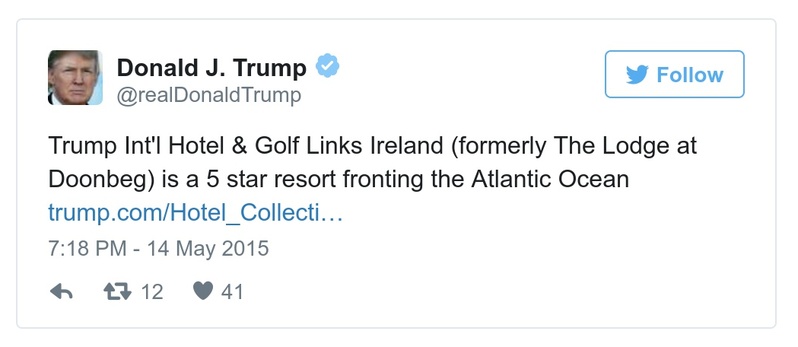 Donald J. Trump
@realDonaldTrump
Follow
Trump Int'l Hotel & Golf Links Ireland (formerly The Lodge at
Doonbeg) is a 5 star resort fronting the Atlantic Ocean
trump.com/Hotel_Collecti…
7:18 PM - 14 May 2015
12 41